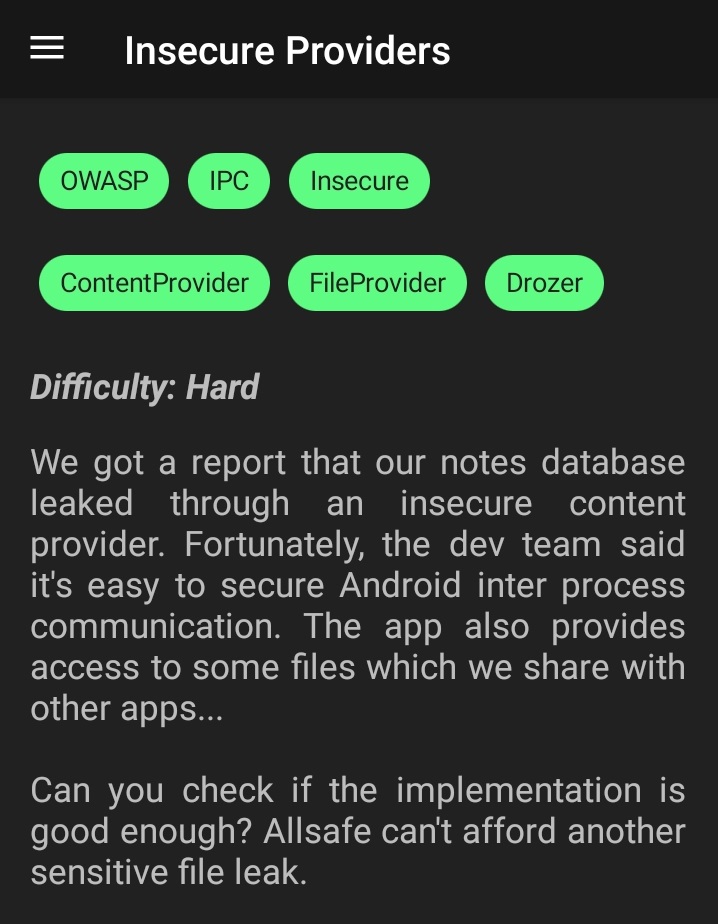 Insecure Providers
OWASP IPC Insecure
ContentProvider FileProvider Drozer
Difficulty: Hard
We got a report that our notes database
leaked through an insecure content
provider. Fortunately, the dev team said
it's easy to secure Android inter process
communication. The app also provides
access to some files which we share with
other apps...
Can you check if the implementation is
good enough? Allsafe can't afford another
sensitive file leak.